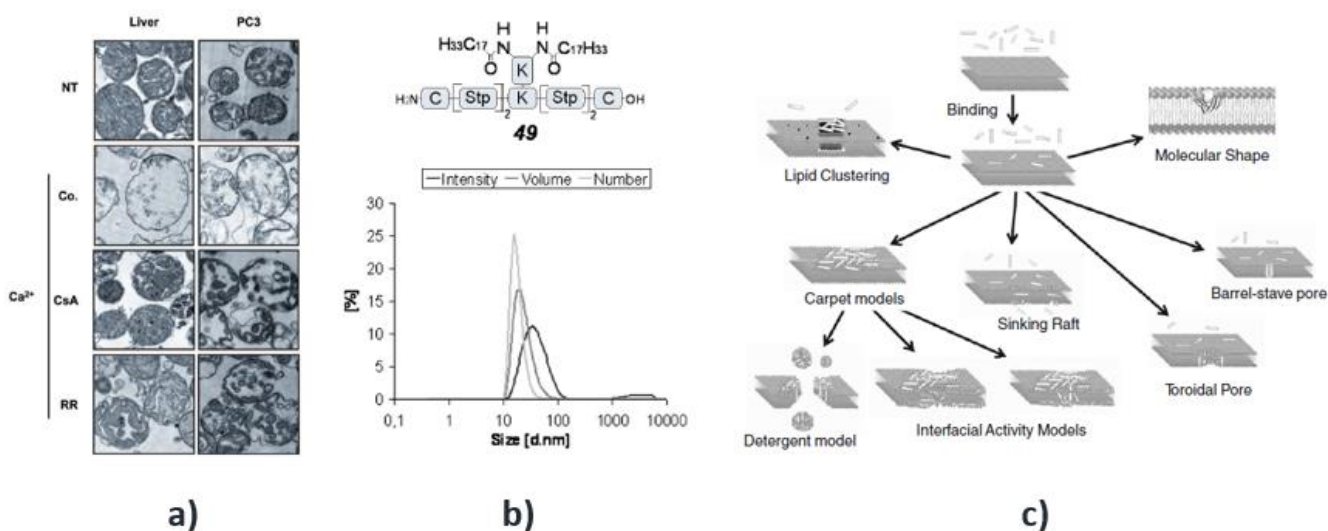 Liver PC3
NT
Co.
Ca²⁺
CsA
RR
a)
H H
H₃₃C₁₇ N N C₁₇H₃₃
O O
K
H₂N C [Stp]₂ K [Stp]₂ C OH
49
Intensity Volume Number
30
25
20
15
10
5
0
[%]
0,1 1 10 100 1000 10000
Size [d.nm]
b)
Binding
Lipid Clustering
Molecular Shape
Carpet models
Sinking Raft
Barrel-stave pore
Toroidal Pore
Detergent model
Interfacial Activity Models
c)